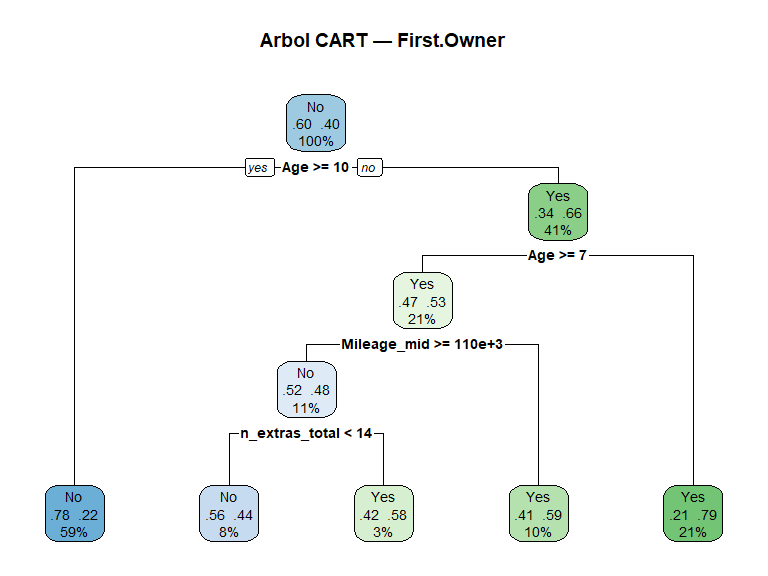 Arbol CART — First.Owner
No
.60 .40
100%
yes Age >= 10 no
Yes
.34 .66
41%
Age >= 7
Yes
.47 .53
21%
Mileage_mid >= 110e+3
No
.52 .48
11%
n_extras_total < 14
No
.78 .22
59%
No
.56 .44
8%
Yes
.42 .58
3%
Yes
.41 .59
10%
Yes
.21 .79
21%